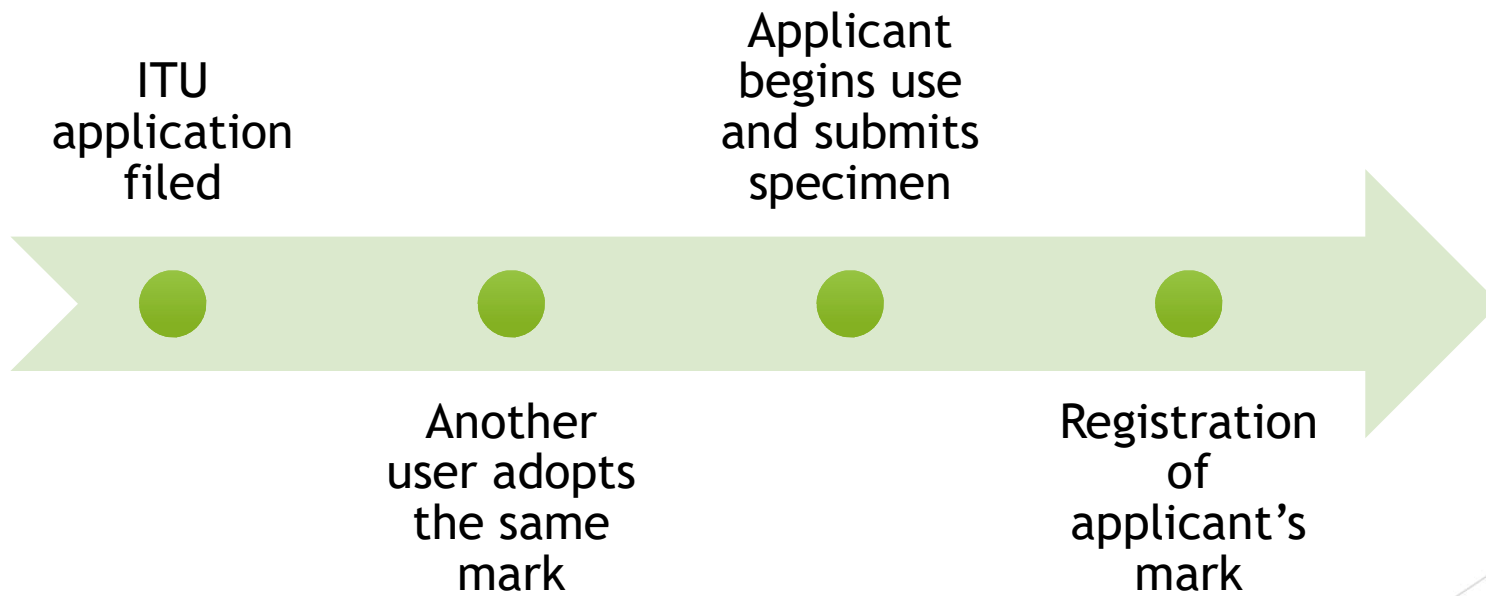 ITU
application
filed
Another
user adopts
the same
mark
Applicant
begins use
and submits
specimen
Registration
of
applicant’s
mark